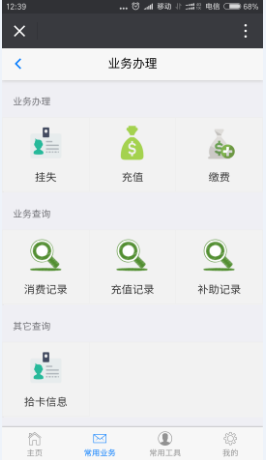 12:39
... 移动 电信 68%
业务办理
业务办理
挂失 充值 缴费
业务查询
消费记录 充值记录 补助记录
其它查询
拾卡信息
主页 常用业务 常用工具 我的